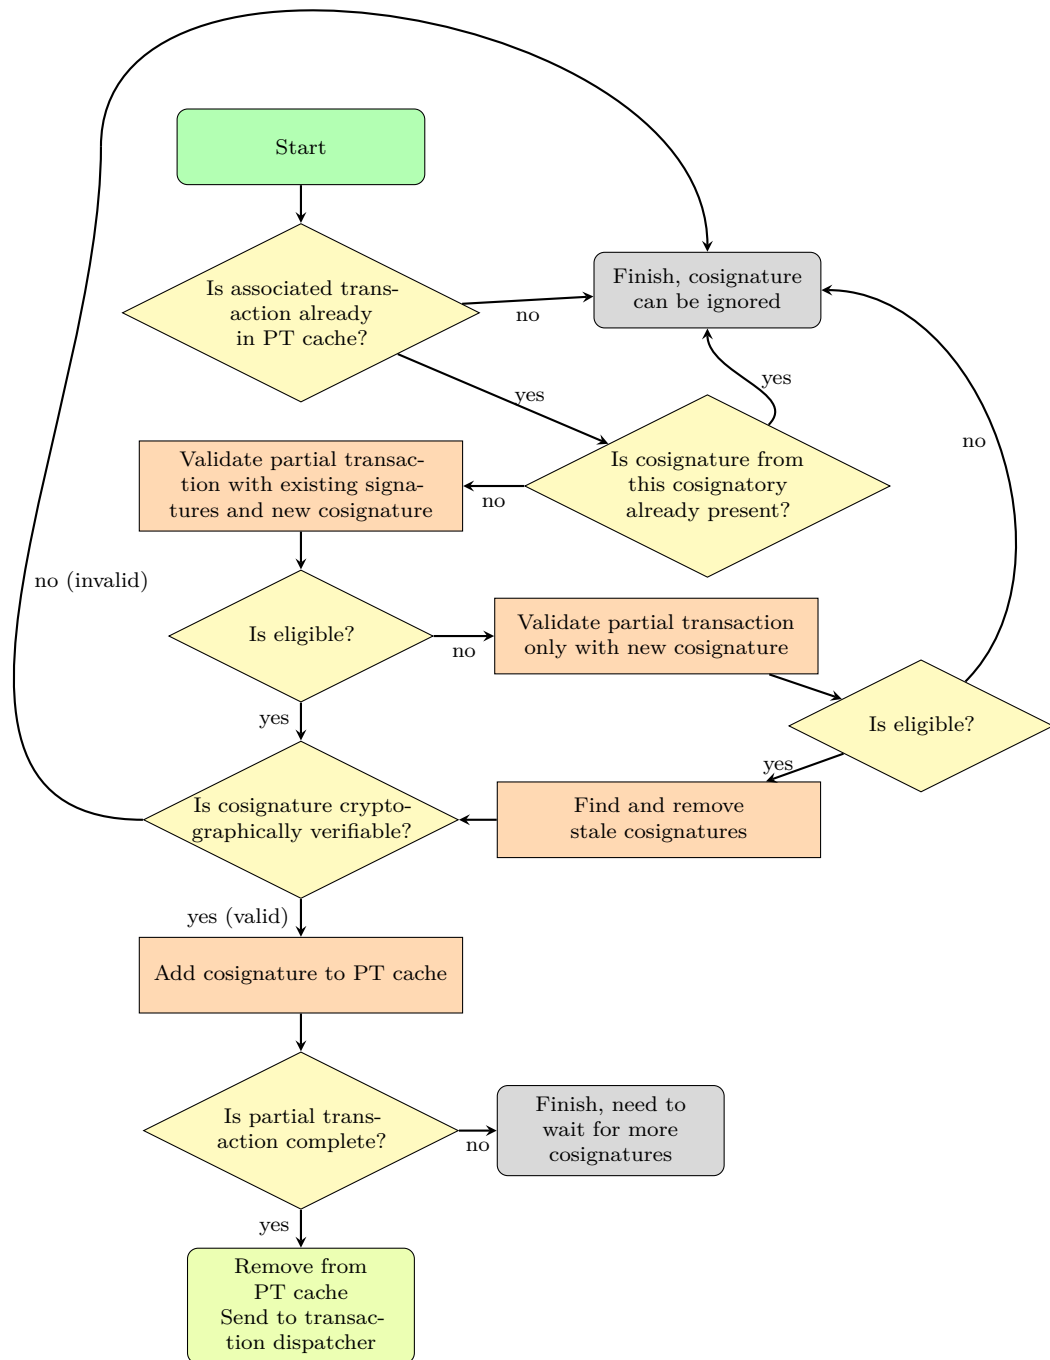 Start
Is associated trans-
action already
in PT cache?
no
Finish, cosignature
can be ignored
yes
yes
Is cosignature from
this cosignatory
already present?
no
no
Validate partial transac-
tion with existing signa-
tures and new cosignature
no (invalid)
Is eligible?
no
Validate partial transaction
only with new cosignature
Is eligible?
yes
yes
Find and remove
stale cosignatures
Is cosignature crypto-
graphically verifiable?
yes (valid)
Add cosignature to PT cache
Is partial trans-
action complete?
no
Finish, need to
wait for more
cosignatures
yes
Remove from
PT cache
Send to transac-
tion dispatcher